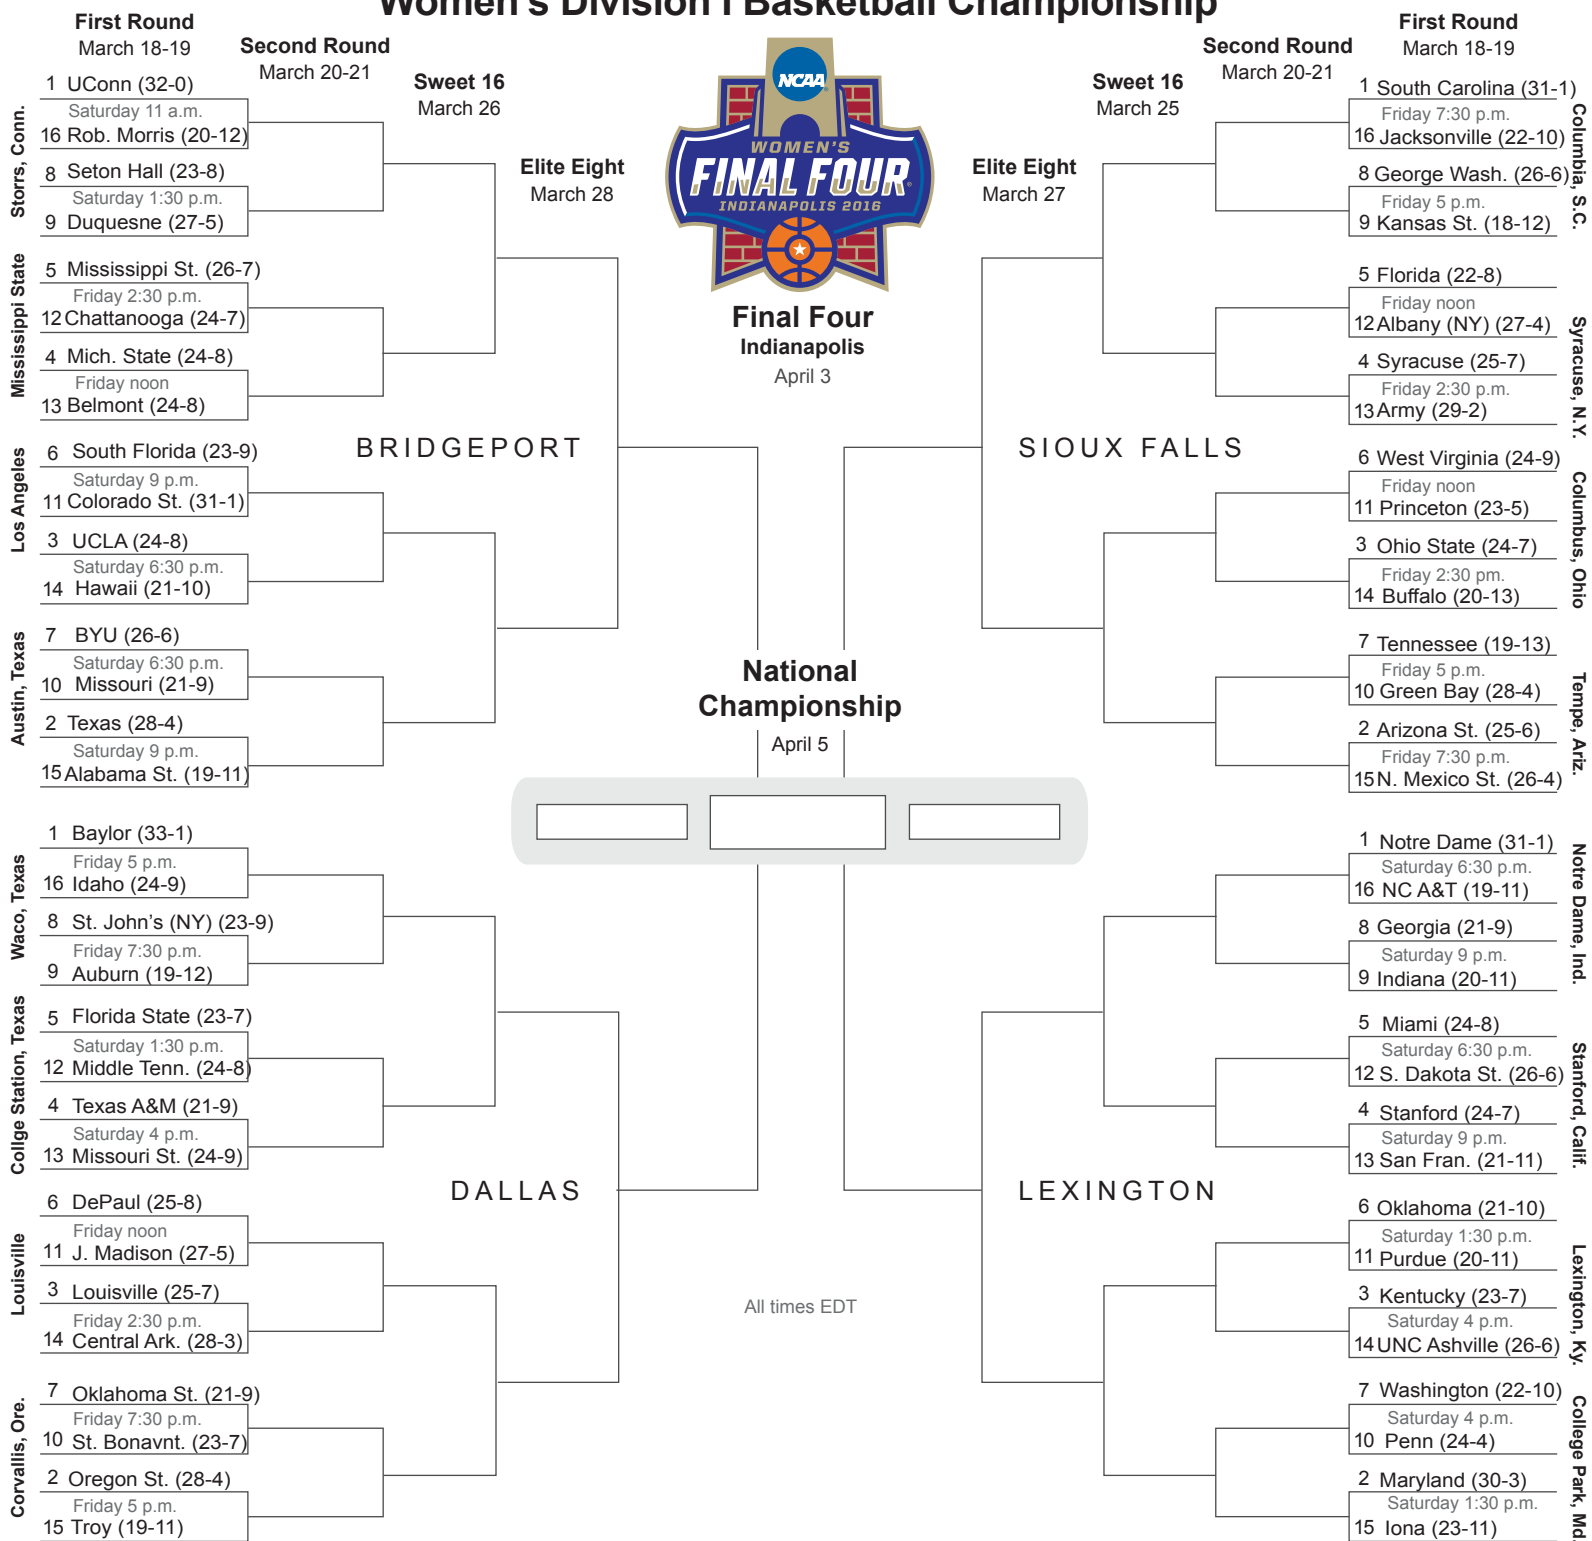 Women's Division I Basketball Championship
First Round
March 18-19
Second Round
March 20-21
Sweet 16
March 26
Elite Eight
March 28
Storrs, Conn.
1 UConn (32-0)
Saturday 11 a.m.
16 Rob. Morris (20-12)
8 Seton Hall (23-8)
Saturday 1:30 p.m.
9 Duquesne (27-5)
Mississippi State
5 Mississippi St. (26-7)
Friday 2:30 p.m.
12 Chattanooga (24-7)
4 Mich. State (24-8)
Friday noon
13 Belmont (24-8)
BRIDGEPORT
Los Angeles
6 South Florida (23-9)
Saturday 9 p.m.
11 Colorado St. (31-1)
3 UCLA (24-8)
Saturday 6:30 p.m.
14 Hawaii (21-10)
Austin, Texas
7 BYU (26-6)
Saturday 6:30 p.m.
10 Missouri (21-9)
2 Texas (28-4)
Saturday 9 p.m.
15 Alabama St. (19-11)
Waco, Texas
1 Baylor (33-1)
Friday 5 p.m.
16 Idaho (24-9)
8 St. John's (NY) (23-9)
Friday 7:30 p.m.
9 Auburn (19-12)
Collge Station, Texas
5 Florida State (23-7)
Saturday 1:30 p.m.
12 Middle Tenn. (24-8)
4 Texas A&M (21-9)
Saturday 4 p.m.
13 Missouri St. (24-9)
DALLAS
Louisville
6 DePaul (25-8)
Friday noon
11 J. Madison (27-5)
3 Louisville (25-7)
Friday 2:30 p.m.
14 Central Ark. (28-3)
Corvallis, Ore.
7 Oklahoma St. (21-9)
Friday 7:30 p.m.
10 St. Bonavnt. (23-7)
2 Oregon St. (28-4)
Friday 5 p.m.
15 Troy (19-11)
NCAA
WOMEN'S
FINAL FOUR
INDIANAPOLIS 2016
Final Four
Indianapolis
April 3
National
Championship
April 5
All times EDT
First Round
March 18-19
Second Round
March 20-21
Sweet 16
March 25
Elite Eight
March 27
Columbia, S.C.
1 South Carolina (31-1)
Friday 7:30 p.m.
16 Jacksonville (22-10)
8 George Wash. (26-6)
Friday 5 p.m.
9 Kansas St. (18-12)
Syracuse, N.Y.
5 Florida (22-8)
Friday noon
12 Albany (NY) (27-4)
4 Syracuse (25-7)
Friday 2:30 p.m.
13 Army (29-2)
SIOUX FALLS
Columbus, Ohio
6 West Virginia (24-9)
Friday noon
11 Princeton (23-5)
3 Ohio State (24-7)
Friday 2:30 pm.
14 Buffalo (20-13)
Tempe, Ariz.
7 Tennessee (19-13)
Friday 5 p.m.
10 Green Bay (28-4)
2 Arizona St. (25-6)
Friday 7:30 p.m.
15 N. Mexico St. (26-4)
Notre Dame, Ind.
1 Notre Dame (31-1)
Saturday 6:30 p.m.
16 NC A&T (19-11)
8 Georgia (21-9)
Saturday 9 p.m.
9 Indiana (20-11)
Stanford, Calif.
5 Miami (24-8)
Saturday 6:30 p.m.
12 S. Dakota St. (26-6)
4 Stanford (24-7)
Saturday 9 p.m.
13 San Fran. (21-11)
LEXINGTON
Lexington, Ky.
6 Oklahoma (21-10)
Saturday 1:30 p.m.
11 Purdue (20-11)
3 Kentucky (23-7)
Saturday 4 p.m.
14 UNC Ashville (26-6)
College Park, Md.
7 Washington (22-10)
Saturday 4 p.m.
10 Penn (24-4)
2 Maryland (30-3)
Saturday 1:30 p.m.
15 Iona (23-11)